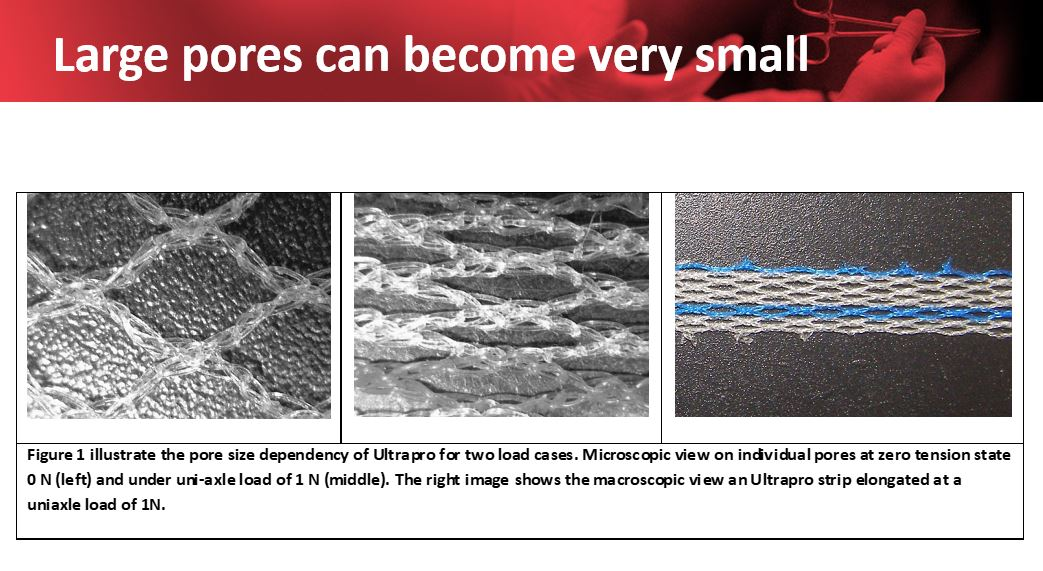 Large pores can become very small
Figure 1 illustrate the pore size dependency of Ultrapro for two load cases. Microscopic view on individual pores at zero tension state
0 N (left) and under uni-axle load of 1 N (middle). The right image shows the macroscopic view an Ultrapro strip elongated at a
uniaxle load of 1N.